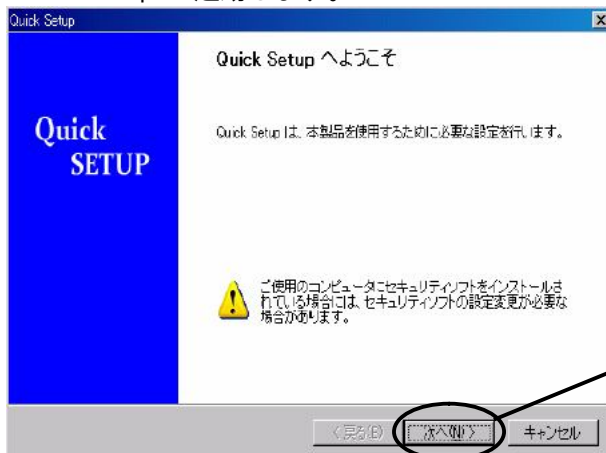 Quick Setup
Quick Setup へようこそ
Quick
SETUP
Quick Setup は、本製品を使用するために必要な設定を行います。
ご使用のコンピュータにセキュリティソフトをインストールさ
れている場合には、セキュリティソフトの設定変更が必要な
場合があります。
< 戻る(B)
次へ(N) >
キャンセル